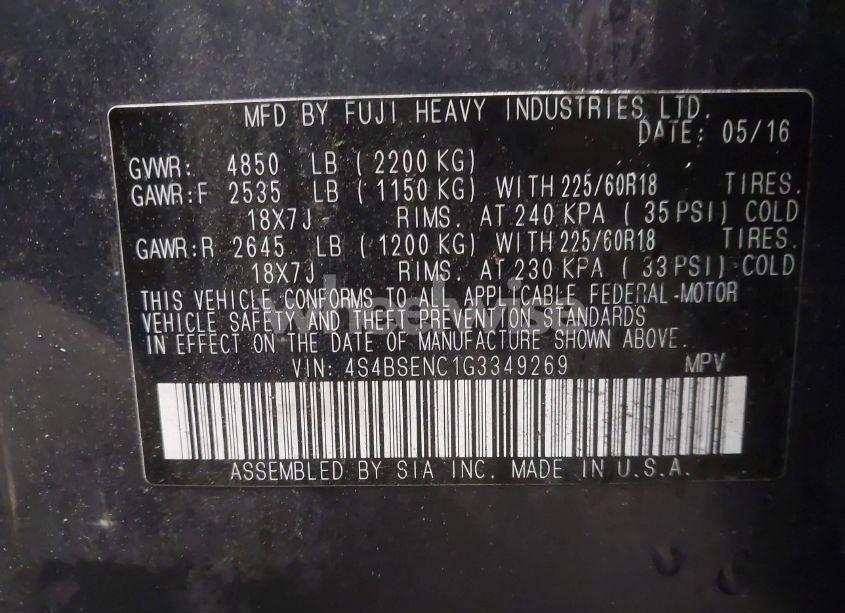 MFD BY FUJI HEAVY INDUSTRIES LTD.
DATE: 05/16
GVWR: 4850 LB (2200 KG)
GAWR:F 2535 LB (1150 KG) WITH 225/60R18 TIRES.
18X7J RIMS. AT 240 KPA (35 PSI) COLD
GAWR:R 2645 LB (1200 KG) WITH 225/60R18 TIRES.
18X7J RIMS. AT 230 KPA (33 PSI) COLD
THIS VEHICLE CONFORMS TO ALL APPLICABLE FEDERAL-MOTOR
VEHICLE SAFETY AND THEFT PREVENTION STANDARDS
IN EFFECT ON THE DATE OF MANUFACTURE SHOWN ABOVE.
wheelwise
VIN: 4S4BSENC1G3349269 MPV
ASSEMBLED BY SIA INC. MADE IN U.S.A.